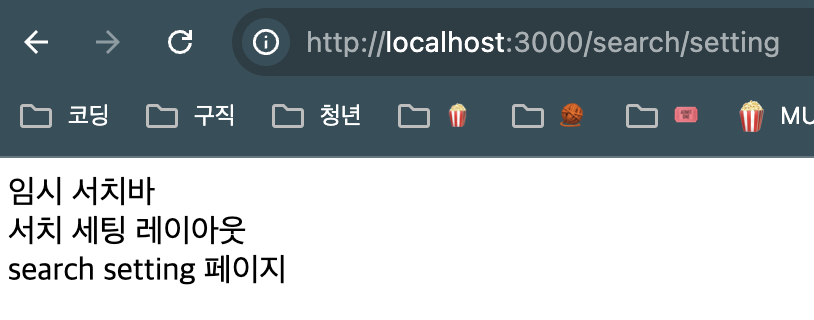 http://localhost:3000/search/setting
코딩 구직 청년 MU
임시 서치바
서치 세팅 레이아웃
search setting 페이지